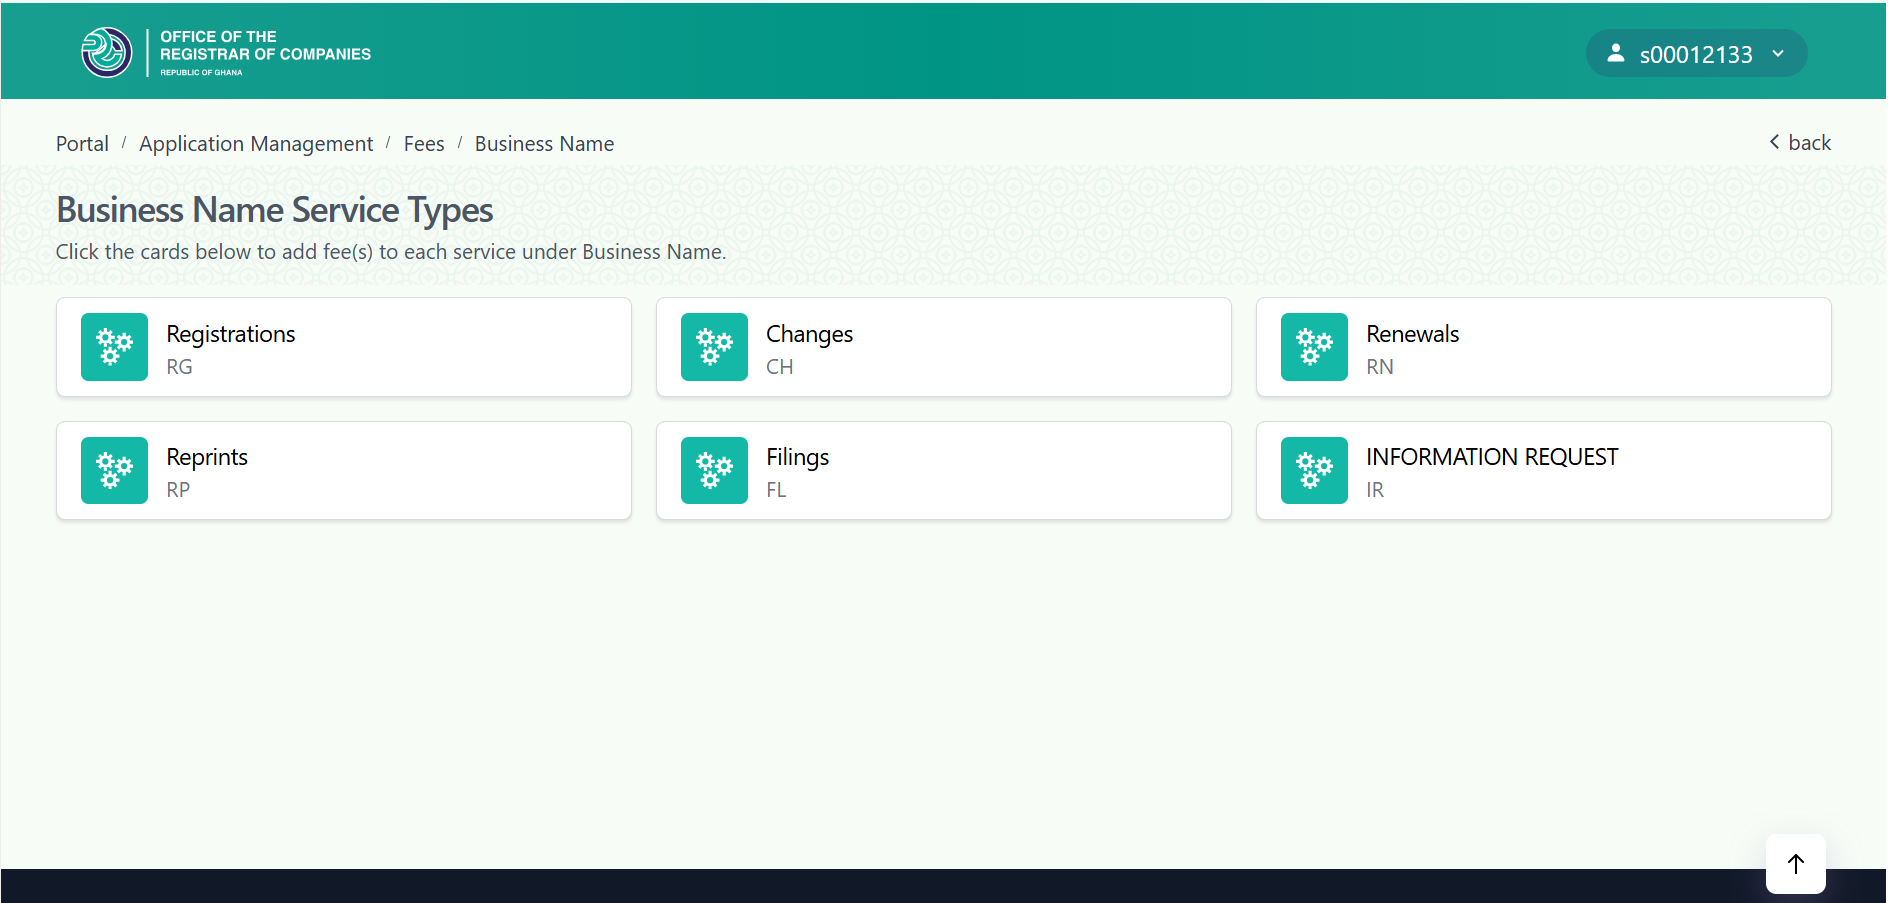 OFFICE OF THE
REGISTRAR OF COMPANIES
REPUBLIC OF GHANA
s00012133
Portal / Application Management / Fees / Business Name
back
Business Name Service Types
Click the cards below to add fee(s) to each service under Business Name.
Registrations
RG
Changes
CH
Renewals
RN
Reprints
RP
Filings
FL
INFORMATION REQUEST
IR